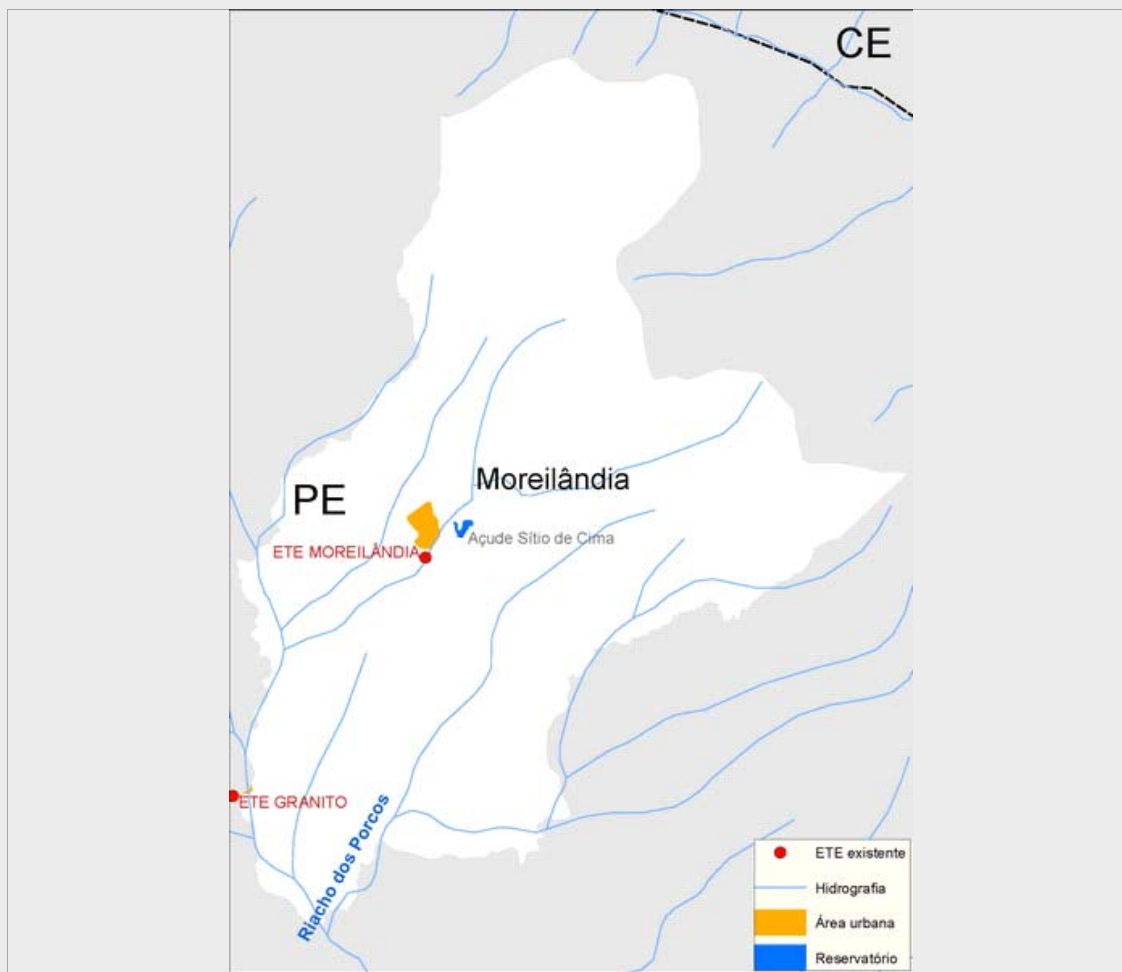 CE
Moreilândia
PE
Açude Sítio de Cima
ETE MOREILÂNDIA
ETE GRANITO
Riacho dos Porcos
ETE existente
Hidrografia
Área urbana
Reservatório